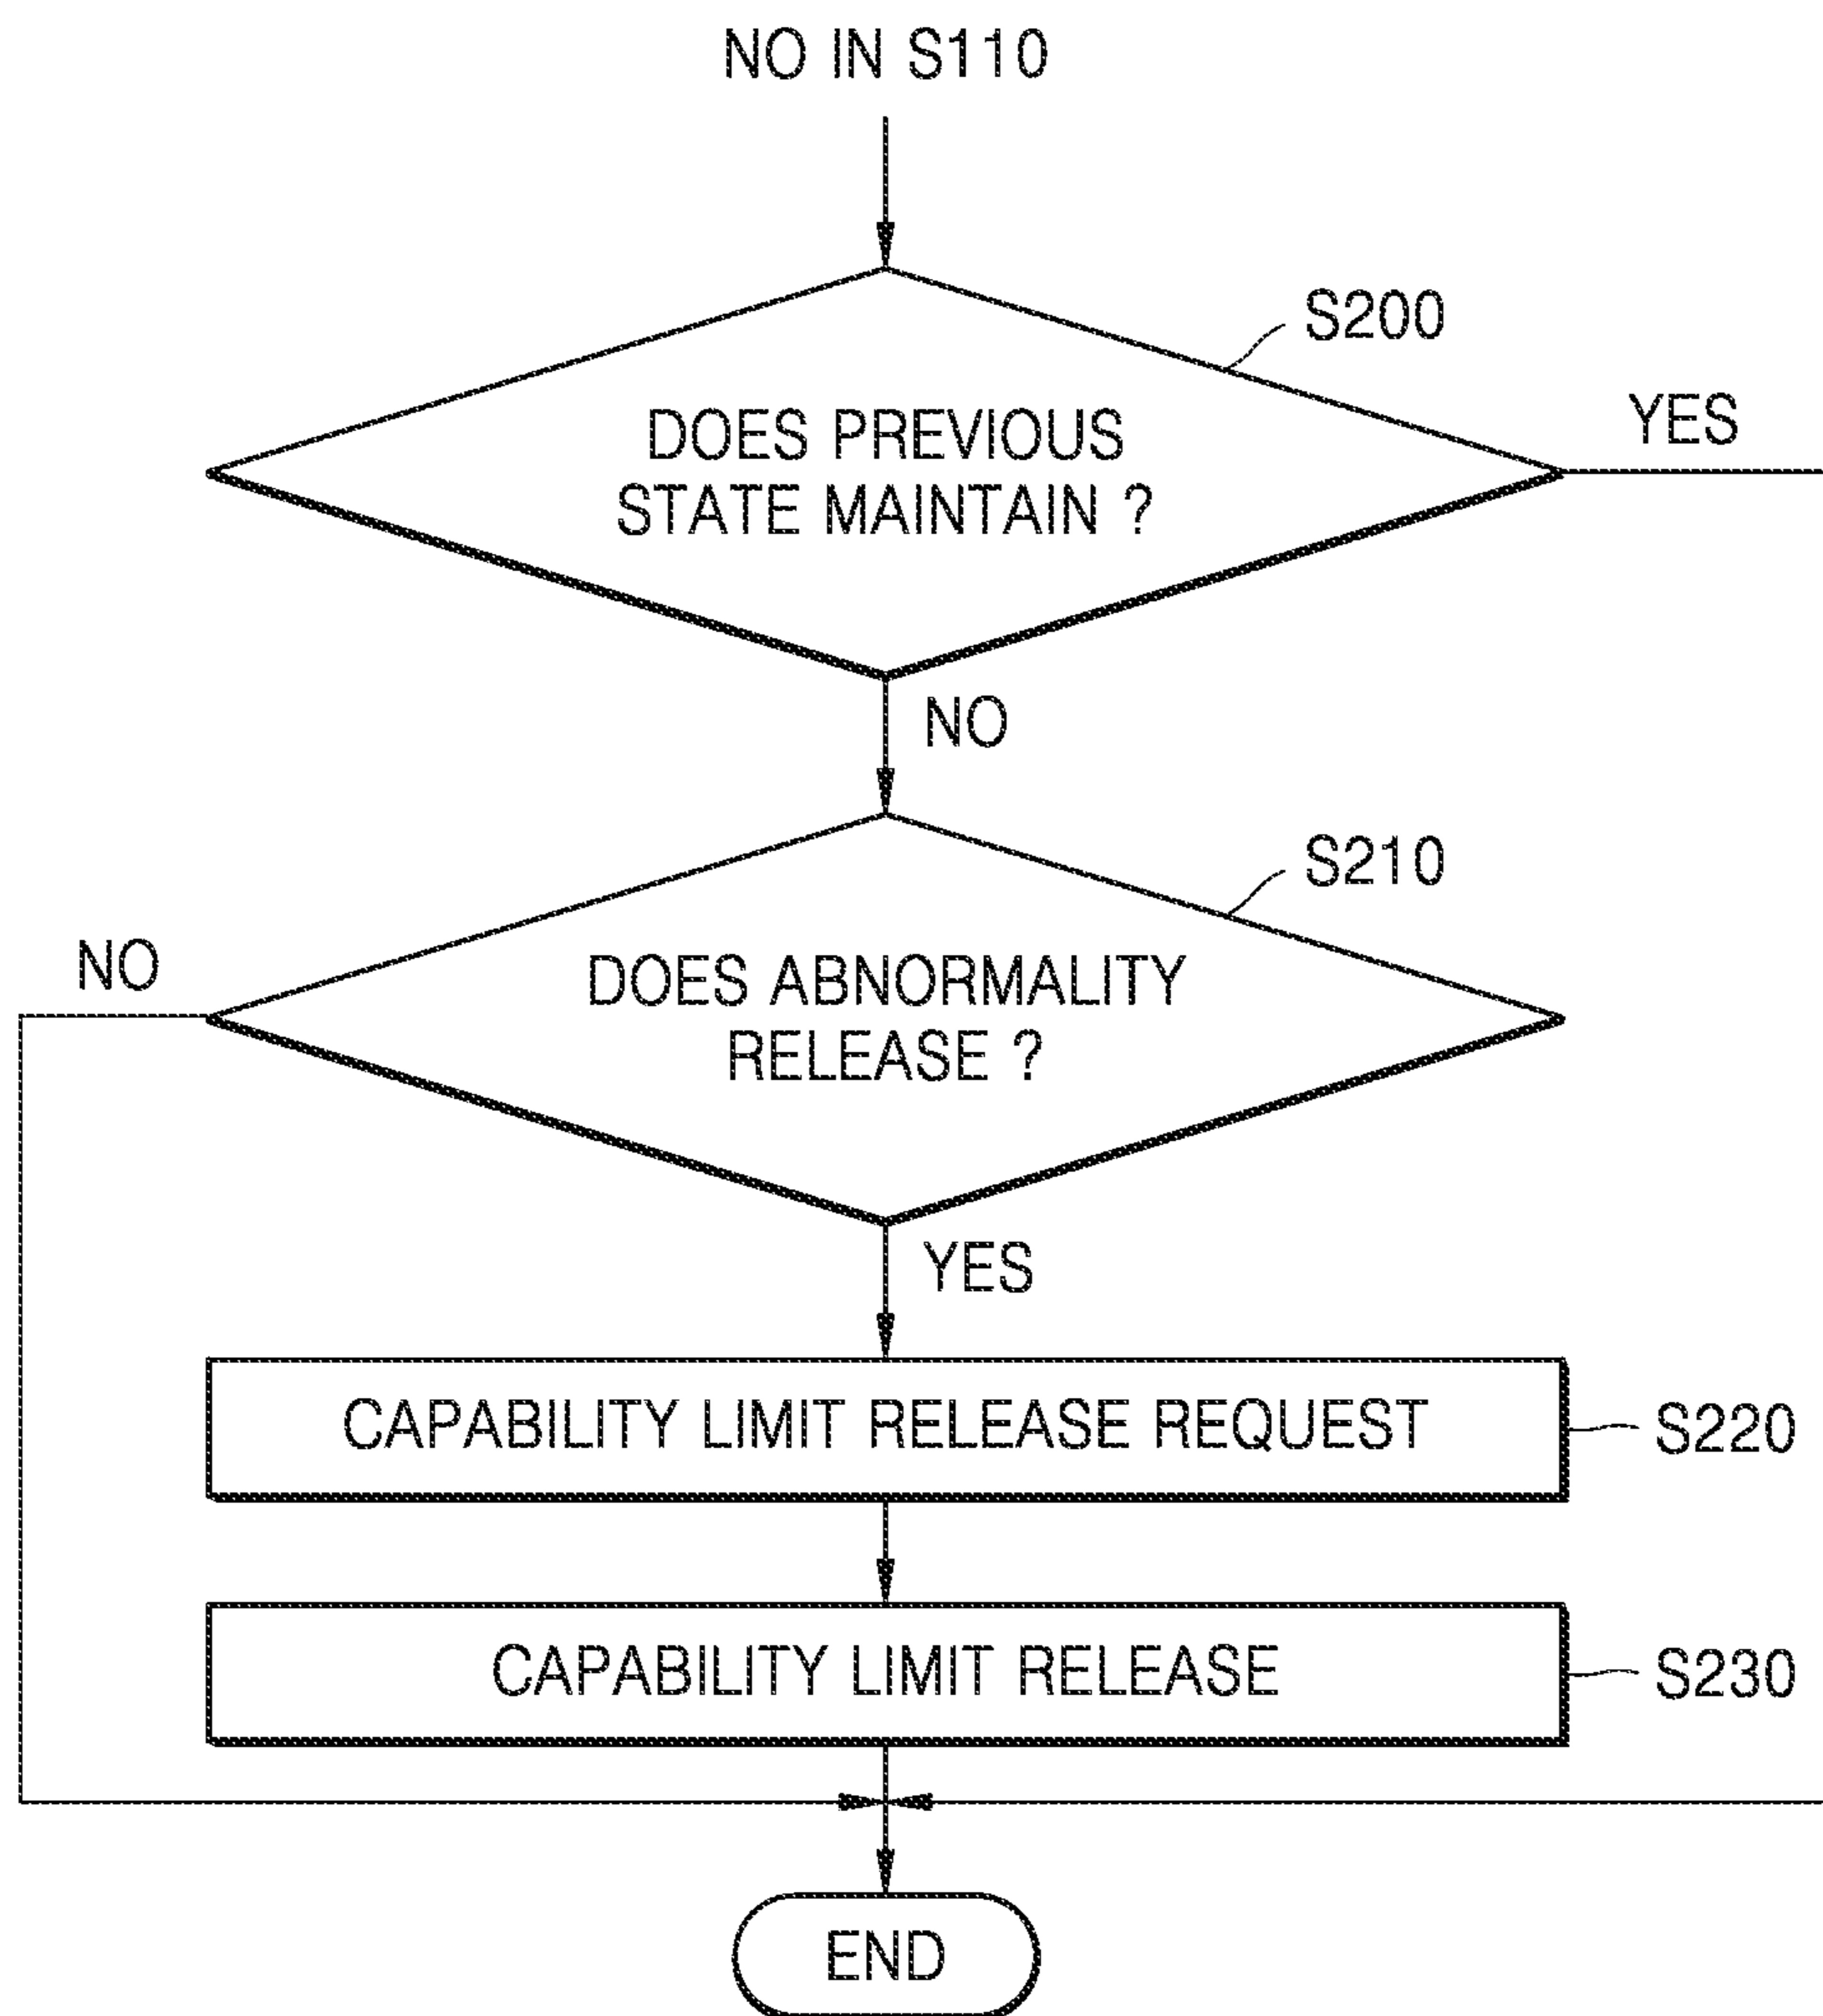 NO IN S110
S200
YES
DOES PREVIOUS
STATE MAINTAIN ?
NO
S210
NO
DOES ABNORMALITY
RELEASE ?
YES
CAPABILITY LIMIT RELEASE REQUEST
S220
CAPABILITY LIMIT RELEASE
S230
END